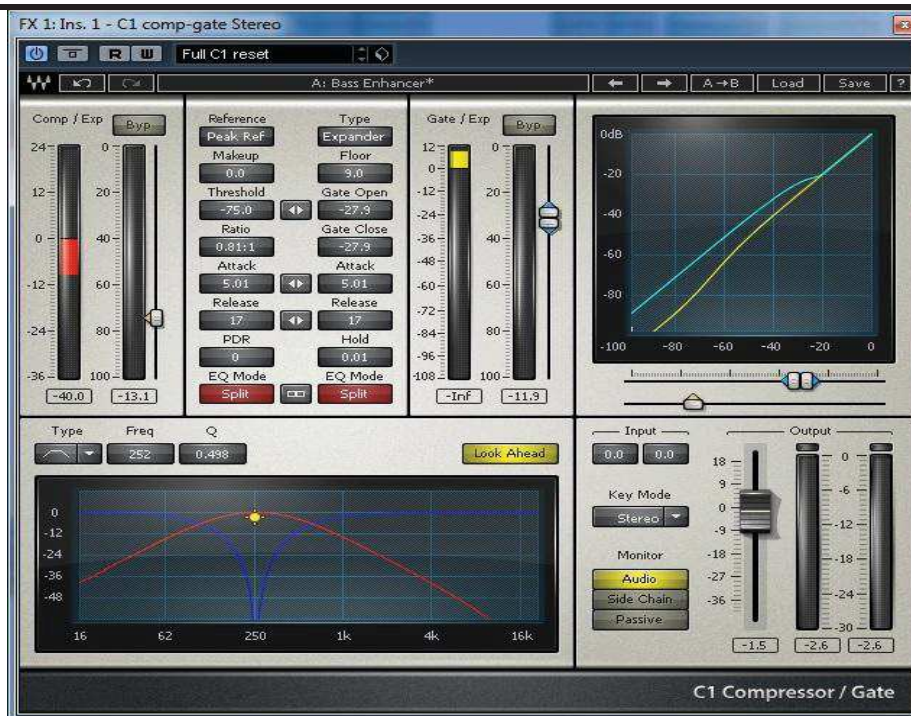 FX 1: Ins. 1 - C1 comp-gate Stereo
R W Full C1 reset
A: Bass Enhancer* A→B Load Save ?
Comp / Exp Byp
24 0
12 20
0 40
-12 60
-24 80
-36 100
-40.0 -13.1
Reference Type
Peak Ref Expander
Makeup Floor
0.0 9.0
Threshold Gate Open
-75.0 -27.9
Ratio Gate Close
0.81:1 -27.9
Attack Attack
5.01 5.01
Release Release
17 17
PDR Hold
0 0.01
EQ Mode EQ Mode
Split Split
Gate / Exp Byp
12 0
0
-12 20
-24
-36 40
-48
-60 60
-72
-84 80
-96
-108 100
-Inf -11.9
0dB
-20
-40
-60
-80
-100 -80 -60 -40 -20 0
Type Freq Q
252 0.498 Look Ahead
0
-12
-24
-36
-48
16 62 250 1k 4k 16k
Input Output
0.0 0.0
Key Mode
Stereo
Monitor
Audio
Side Chain
Passive
18
9
0
-9
-18
-27
-36
-1.5
0
-6
-12
-18
-24
-30
-2.6 -2.6
C1 Compressor / Gate